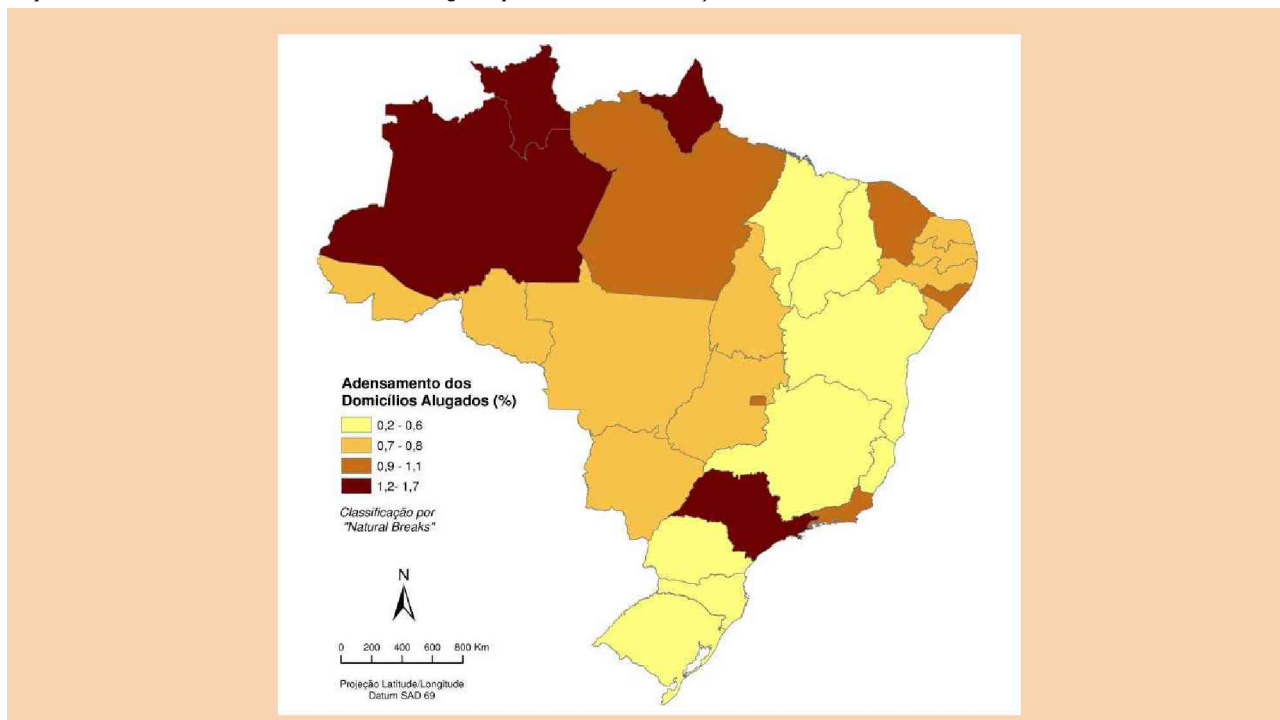 Adensamento dos
Domicílios Alugados (%)
0,2 - 0,6
0,7 - 0,8
0,9 - 1,1
1,2- 1,7
Classificação por
"Natural Breaks"
N
0 200 400 600 800 Km
Projeção Latitude/Longitude
Datum SAD 69